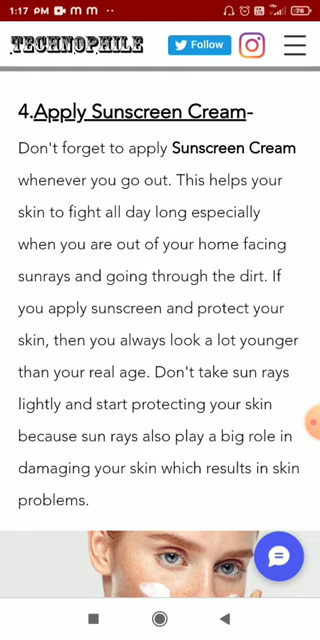 1:17 PM
76
TECHNOPHILE
Follow
4.Apply Sunscreen Cream-
Don't forget to apply Sunscreen Cream
whenever you go out. This helps your
skin to fight all day long especially
when you are out of your home facing
sunrays and going through the dirt. If
you apply sunscreen and protect your
skin, then you always look a lot younger
than your real age. Don't take sun rays
lightly and start protecting your skin
because sun rays also play a big role in
damaging your skin which results in skin
problems.